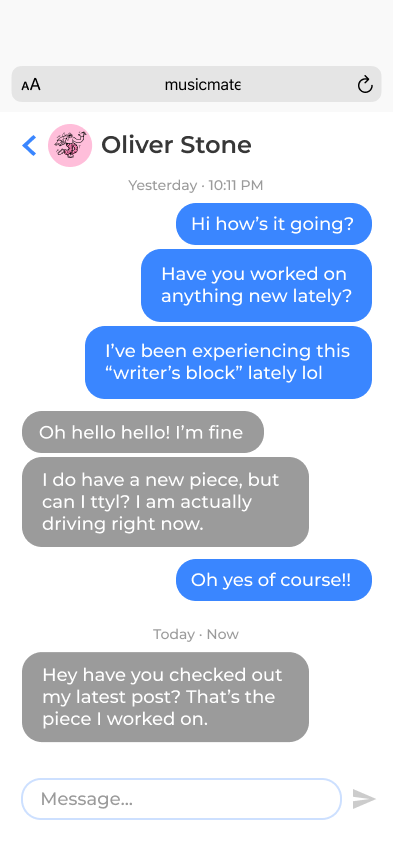 AA
musicmate
Oliver Stone
Yesterday · 10:11 PM
Hi how’s it going?
Have you worked on
anything new lately?
I’ve been experiencing this
“writer’s block” lately lol
Oh hello hello! I’m fine
I do have a new piece, but
can I ttyl? I am actually
driving right now.
Oh yes of course!!
Today · Now
Hey have you checked out
my latest post? That’s the
piece I worked on.
Message...